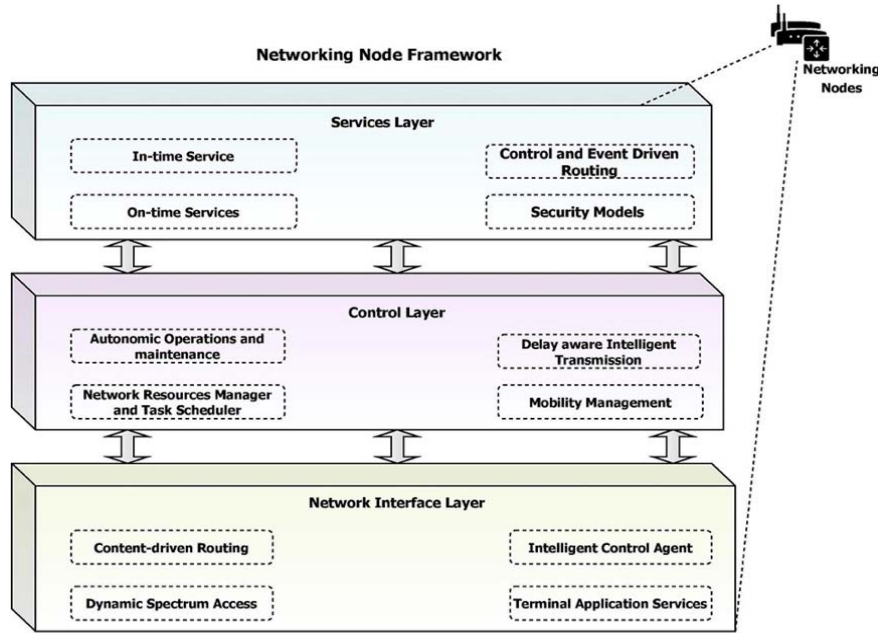 Networking Node Framework
Networking
Nodes
Services Layer
In-time Service
Control and Event Driven
Routing
On-time Services
Security Models
Control Layer
Autonomic Operations and
maintenance
Delay aware Intelligent
Transmission
Network Resources Manager
and Task Scheduler
Mobility Management
Network Interface Layer
Content-driven Routing
Intelligent Control Agent
Dynamic Spectrum Access
Terminal Application Services